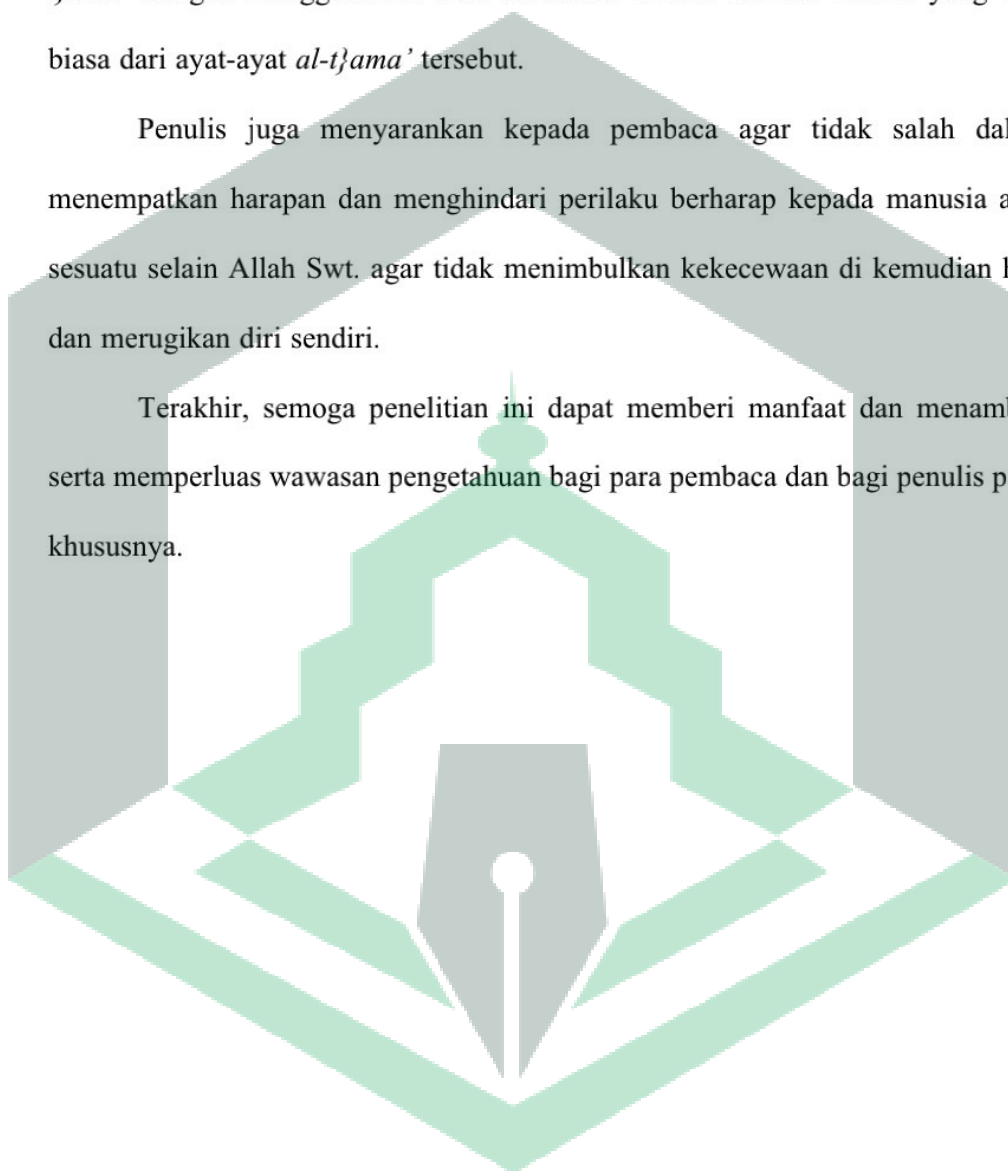 biasa dari ayat-ayat al-t}ama’ tersebut.
Penulis juga menyarankan kepada pembaca agar tidak salah
menempatkan harapan dan menghindari perilaku berharap kepada manusia
sesuatu selain Allah Swt. agar tidak menimbulkan kekecewaan di kemudian
dan merugikan diri sendiri.
Terakhir, semoga penelitian ini dapat memberi manfaat dan
serta memperluas wawasan pengetahuan bagi para pembaca dan bagi penulis
khususnya.